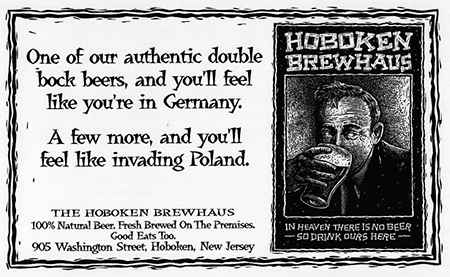 One of our authentic double
bock beers, and you'll feel
like you're in Germany.
A few more, and you'll
feel like invading Poland.
THE HOBOKEN BREWHAUS
100% Natural Beer. Fresh Brewed On The Premises.
Good Eats Too.
905 Washington Street, Hoboken, New Jersey
HOBOKEN
BREWHAUS
IN HEAVEN THERE IS NO BEER
— SO DRINK OURS HERE —